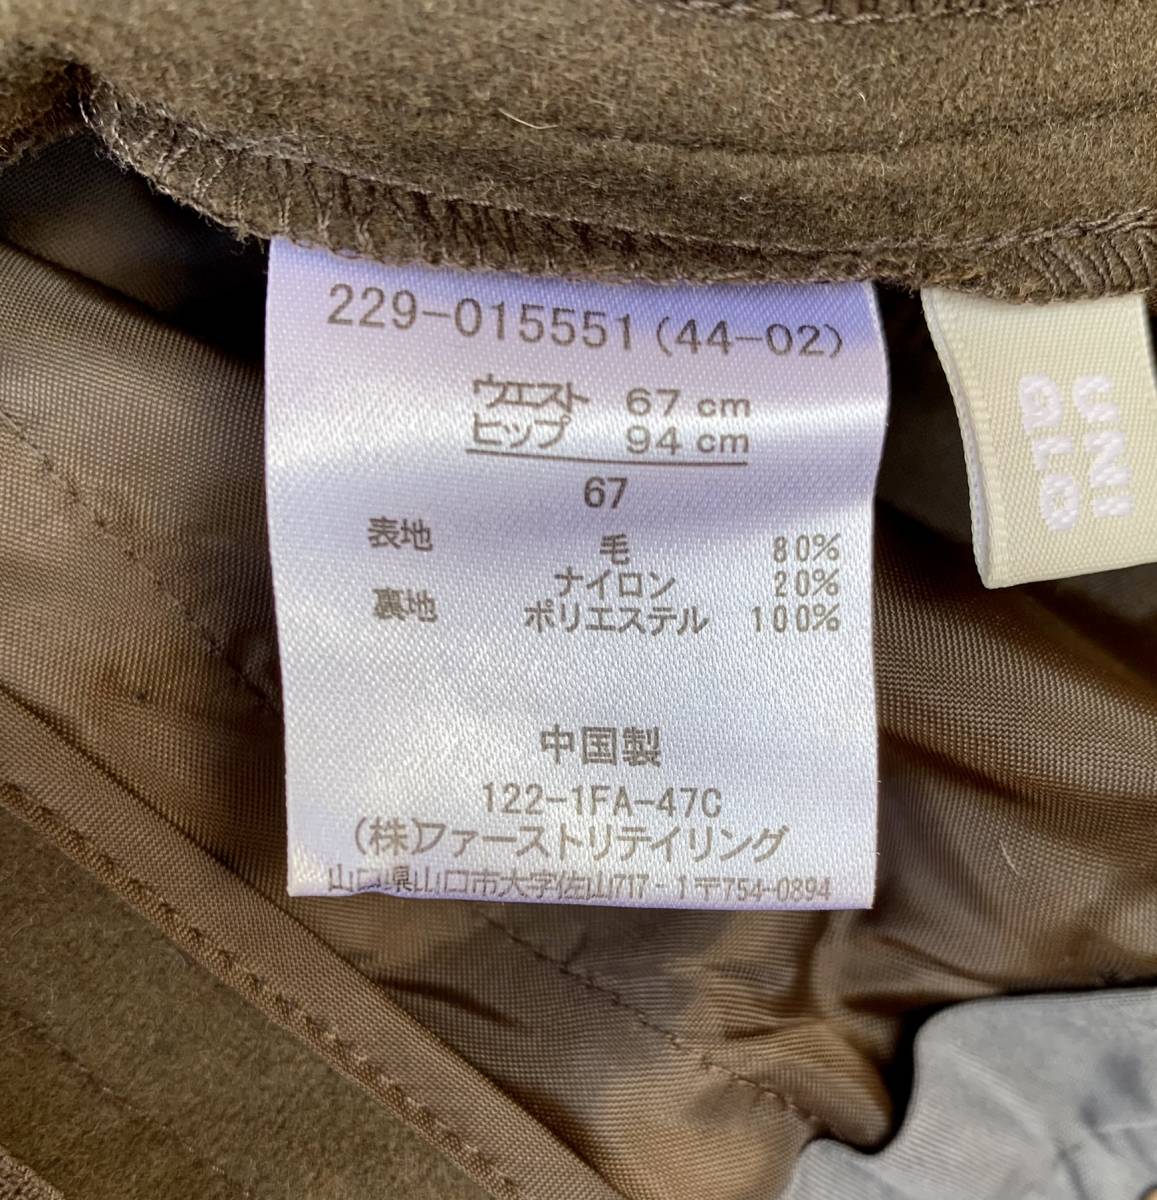 229-015551(44-02)
ウエスト 67 cm
ヒップ 94 cm
67
表地 毛 80%
ナイロン 20%
裏地 ポリエステル 100%
中国製
122-1FA-47C
(株)ファーストリテイリング
山口県山口市大字佐山717-1〒754-0894
UNI
QLO